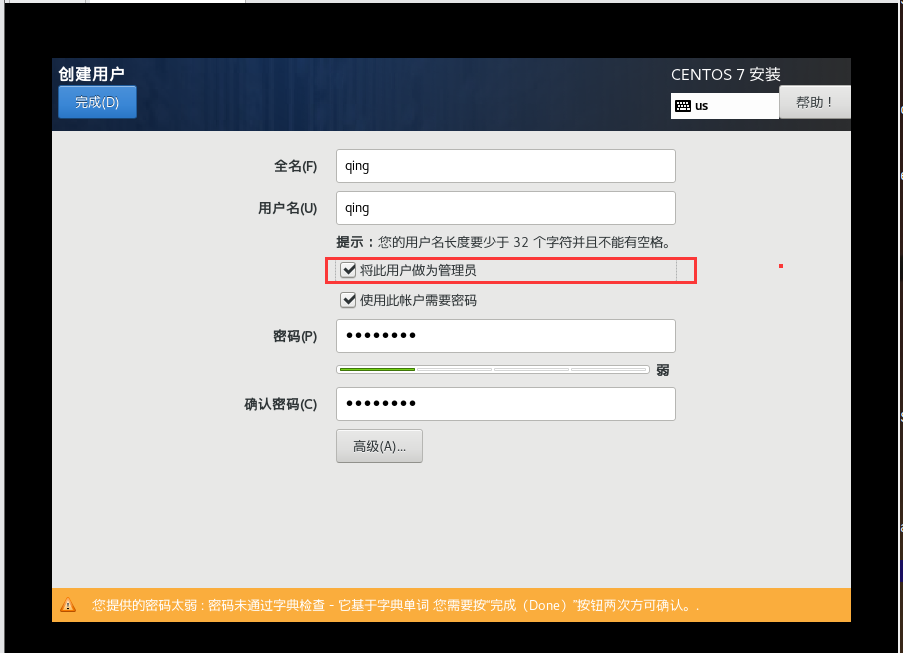 创建用户
CENTOS 7 安装
完成(D)
us
帮助！
全名(F)
qing
用户名(U)
qing
提示：您的用户名长度要少于 32 个字符并且不能有空格。
将此用户做为管理员
使用此帐户需要密码
密码(P)
●●●●●●●●
弱
确认密码(C)
●●●●●●●●
高级(A)...
您提供的密码太弱 : 密码未通过字典检查 - 它基于字典单词 您需要按“完成（Done）”按钮两次方可确认。.